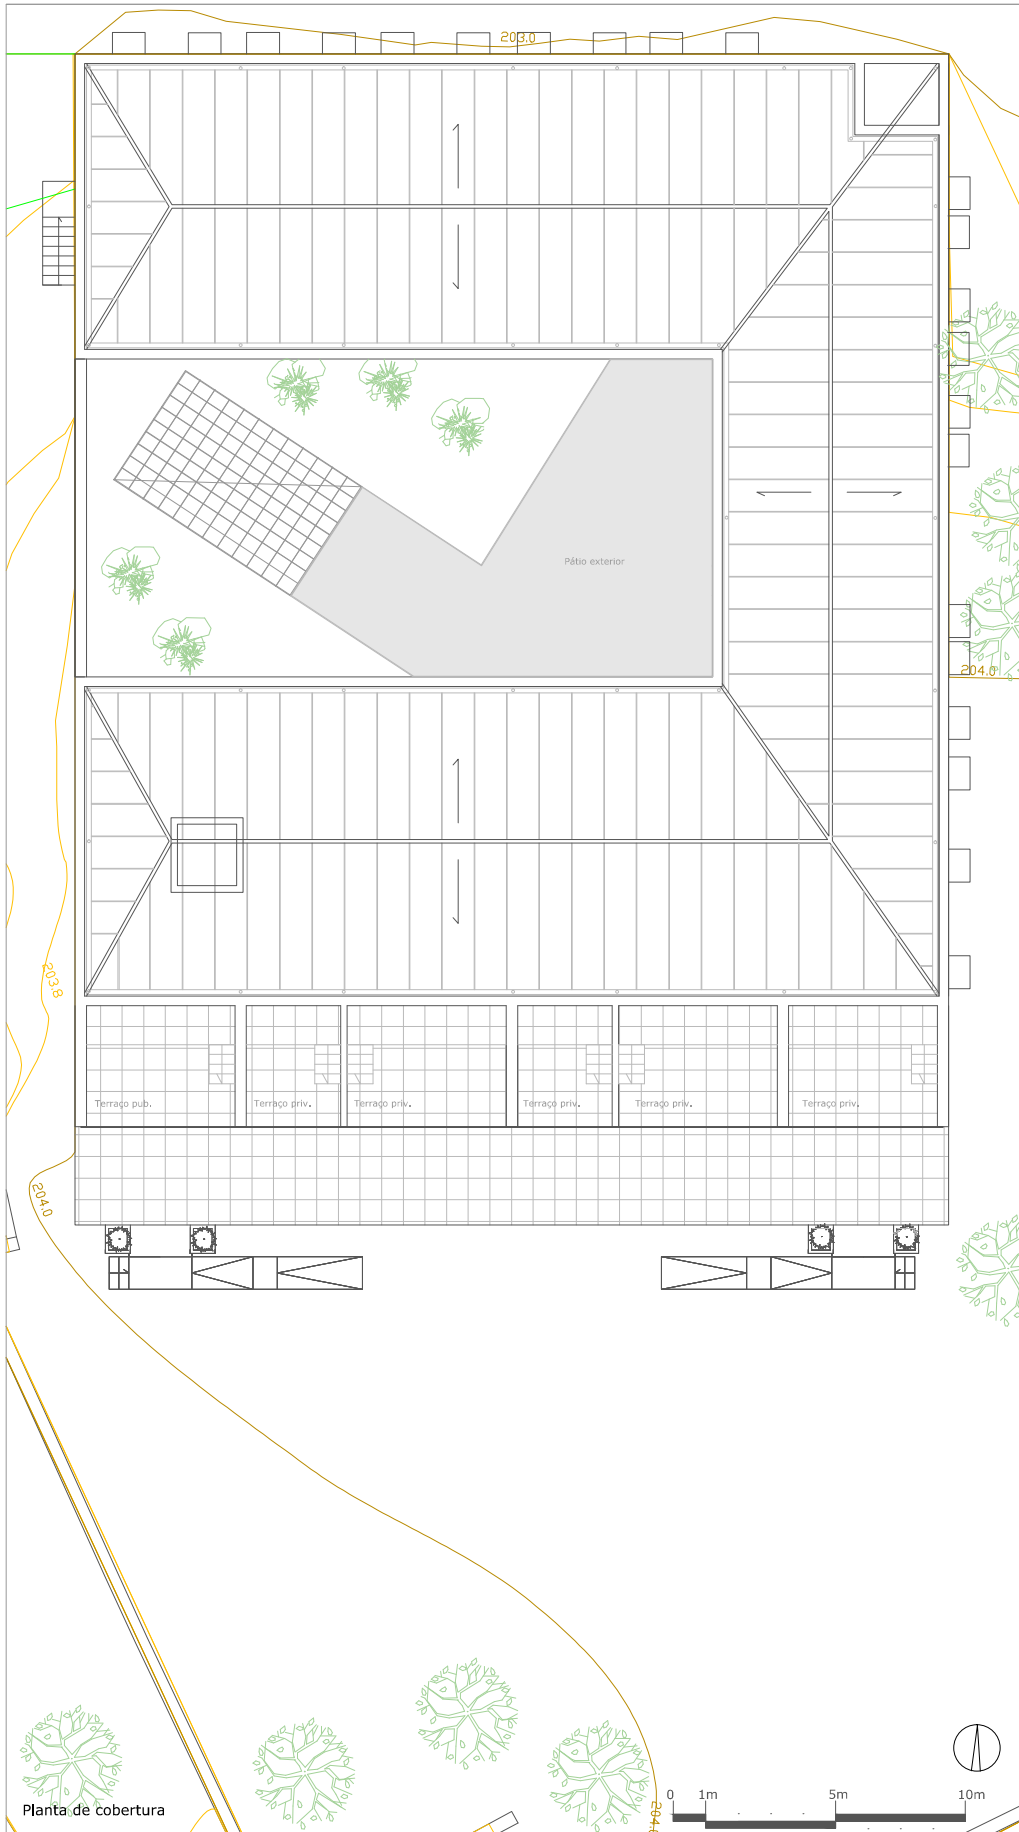 203.0
Pátio exterior
204.0
203.8
Terraço pub.
Terraço priv.
Terraço priv.
Terraço priv.
Terraço priv.
Terraço priv.
204.0
0 1m 5m 10m
Planta de cobertura